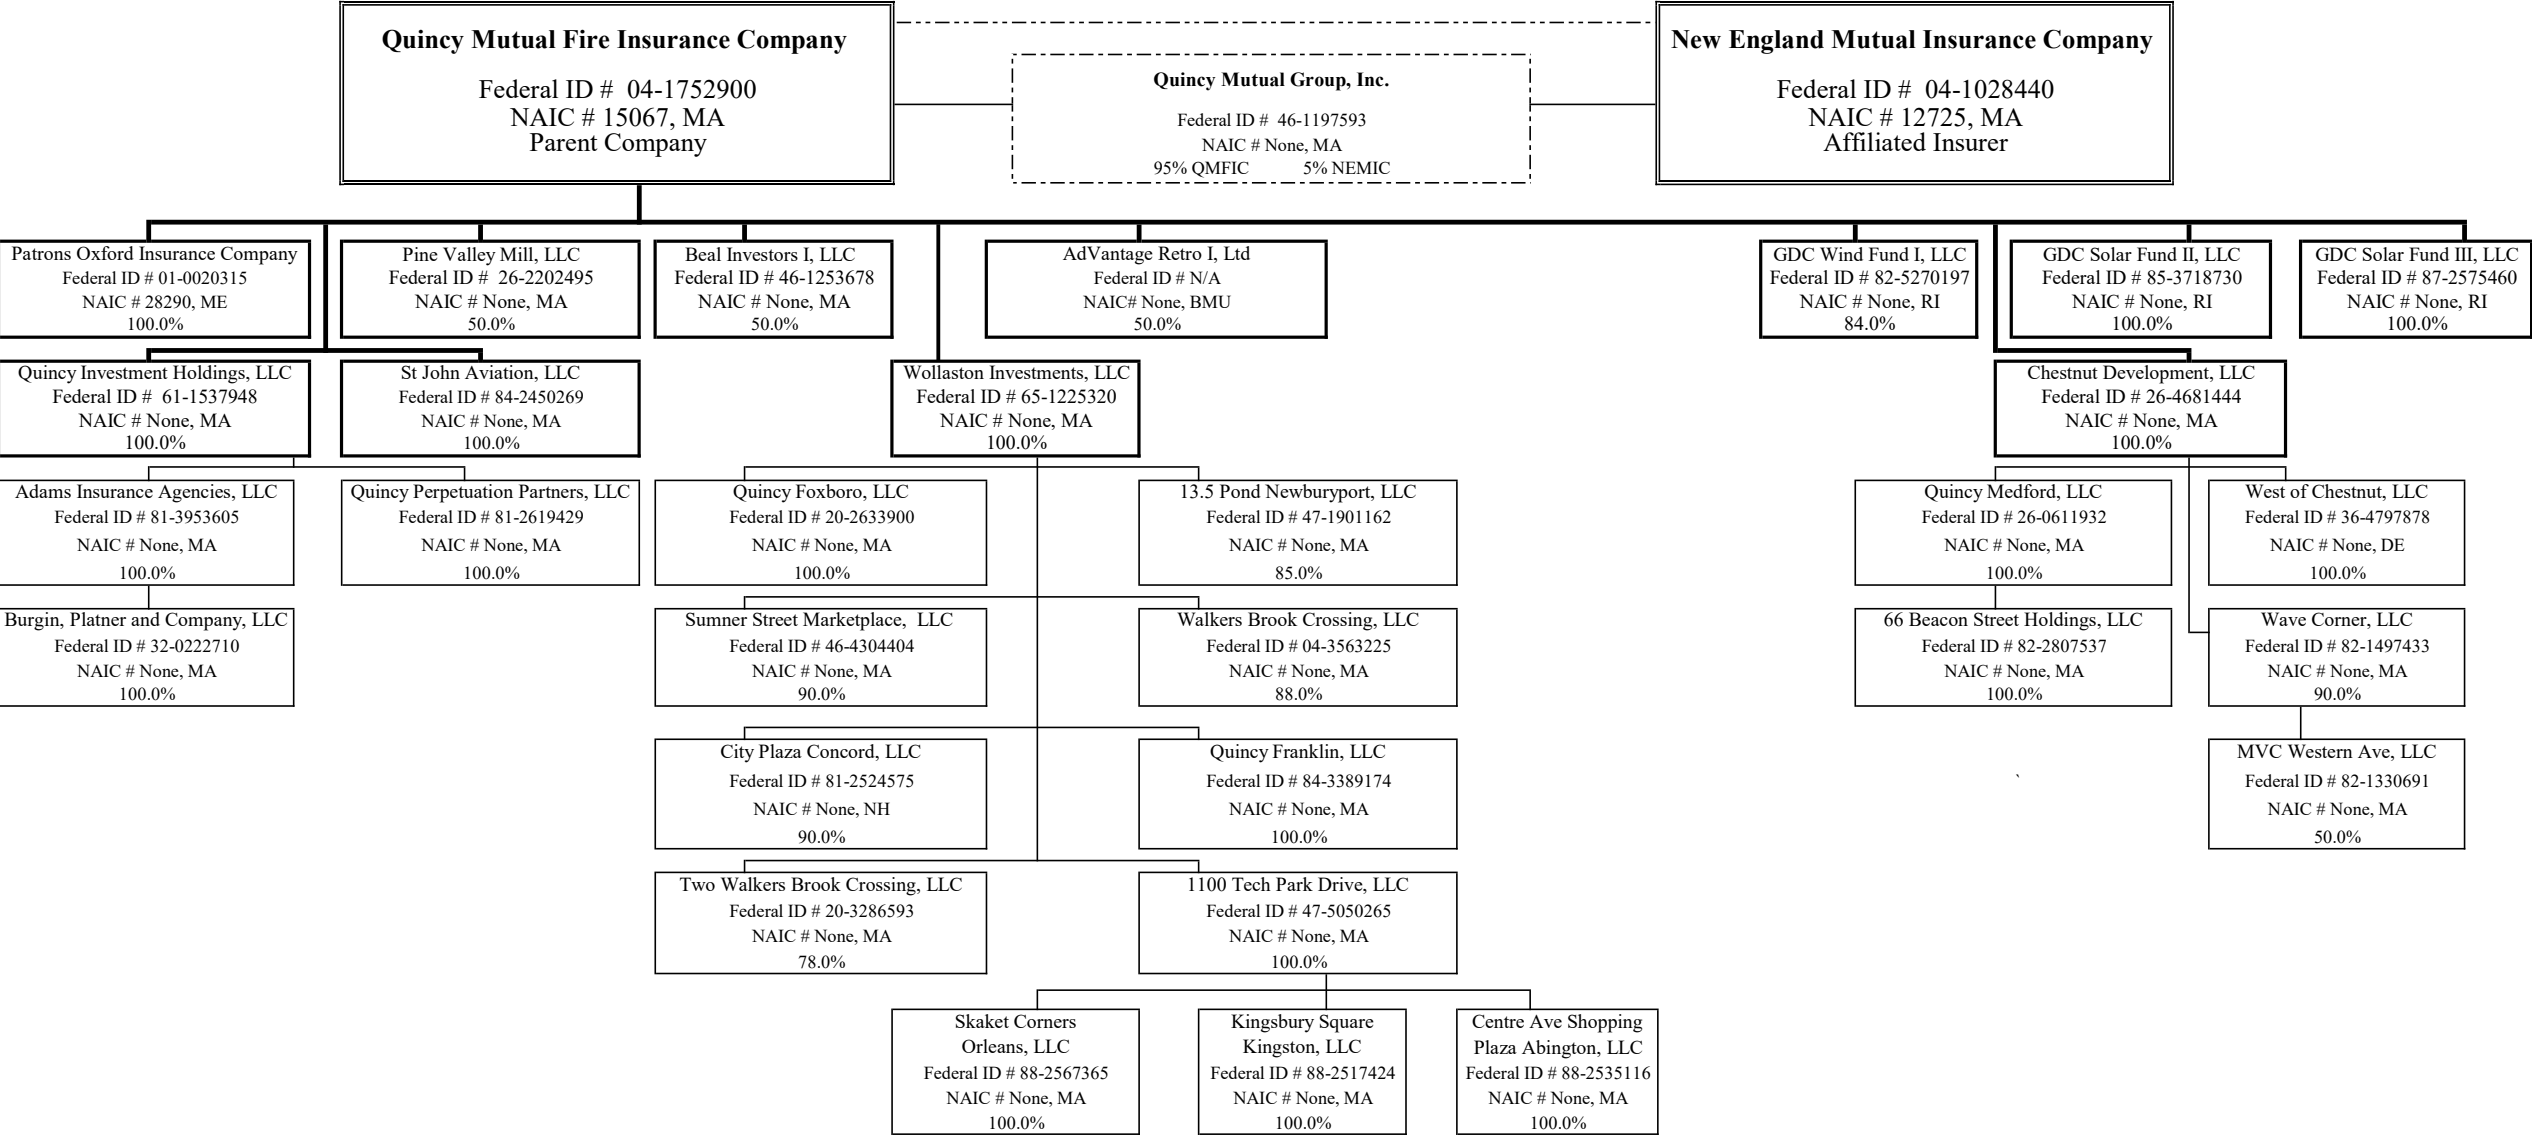 Quincy Mutual Fire Insurance Company
Federal ID # 04-1752900
NAIC # 15067, MA
Parent Company
Quincy Mutual Group, Inc.
Federal ID # 46-1197593
NAIC # None, MA
95% QMFIC 5% NEMIC
New England Mutual Insurance Company
Federal ID # 04-1028440
NAIC # 12725, MA
Affiliated Insurer
Patrons Oxford Insurance Company
Federal ID # 01-0020315
NAIC # 28290, ME
100.0%
Pine Valley Mill, LLC
Federal ID # 26-2202495
NAIC # None, MA
50.0%
Beal Investors I, LLC
Federal ID # 46-1253678
NAIC # None, MA
50.0%
AdVantage Retro I, Ltd
Federal ID # N/A
NAIC# None, BMU
50.0%
GDC Wind Fund I, LLC
Federal ID # 82-5270197
NAIC # None, RI
84.0%
GDC Solar Fund II, LLC
Federal ID # 85-3718730
NAIC # None, RI
100.0%
GDC Solar Fund III, LLC
Federal ID # 87-2575460
NAIC # None, RI
100.0%
Quincy Investment Holdings, LLC
Federal ID # 61-1537948
NAIC # None, MA
100.0%
St John Aviation, LLC
Federal ID # 84-2450269
NAIC # None, MA
100.0%
Wollaston Investments, LLC
Federal ID # 65-1225320
NAIC # None, MA
100.0%
Chestnut Development, LLC
Federal ID # 26-4681444
NAIC # None, MA
100.0%
Adams Insurance Agencies, LLC
Federal ID # 81-3953605
NAIC # None, MA
100.0%
Quincy Perpetuation Partners, LLC
Federal ID # 81-2619429
NAIC # None, MA
100.0%
Quincy Foxboro, LLC
Federal ID # 20-2633900
NAIC # None, MA
100.0%
13.5 Pond Newburyport, LLC
Federal ID # 47-1901162
NAIC # None, MA
85.0%
Quincy Medford, LLC
Federal ID # 26-0611932
NAIC # None, MA
100.0%
West of Chestnut, LLC
Federal ID # 36-4797878
NAIC # None, DE
100.0%
Burgin, Platner and Company, LLC
Federal ID # 32-0222710
NAIC # None, MA
100.0%
Sumner Street Marketplace, LLC
Federal ID # 46-4304404
NAIC # None, MA
90.0%
Walkers Brook Crossing, LLC
Federal ID # 04-3563225
NAIC # None, MA
88.0%
66 Beacon Street Holdings, LLC
Federal ID # 82-2807537
NAIC # None, MA
100.0%
Wave Corner, LLC
Federal ID # 82-1497433
NAIC # None, MA
90.0%
City Plaza Concord, LLC
Federal ID # 81-2524575
NAIC # None, NH
90.0%
Quincy Franklin, LLC
Federal ID # 84-3389174
NAIC # None, MA
100.0%
`
MVC Western Ave, LLC
Federal ID # 82-1330691
NAIC # None, MA
50.0%
Two Walkers Brook Crossing, LLC
Federal ID # 20-3286593
NAIC # None, MA
78.0%
1100 Tech Park Drive, LLC
Federal ID # 47-5050265
NAIC # None, MA
100.0%
Skaket Corners
Orleans, LLC
Federal ID # 88-2567365
NAIC # None, MA
100.0%
Kingsbury Square
Kingston, LLC
Federal ID # 88-2517424
NAIC # None, MA
100.0%
Centre Ave Shopping
Plaza Abington, LLC
Federal ID # 88-2535116
NAIC # None, MA
100.0%